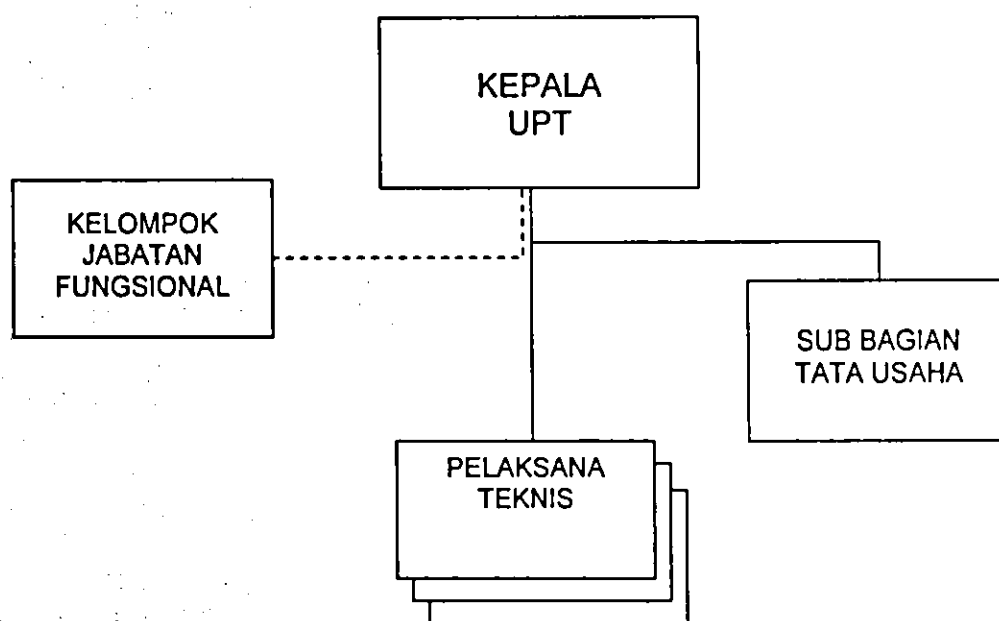 KEPALA
UPT
KELOMPOK
JABATAN
FUNGSIONAL
SUB BAGIAN
TATA USAHA
PELAKSANA
TEKNIS